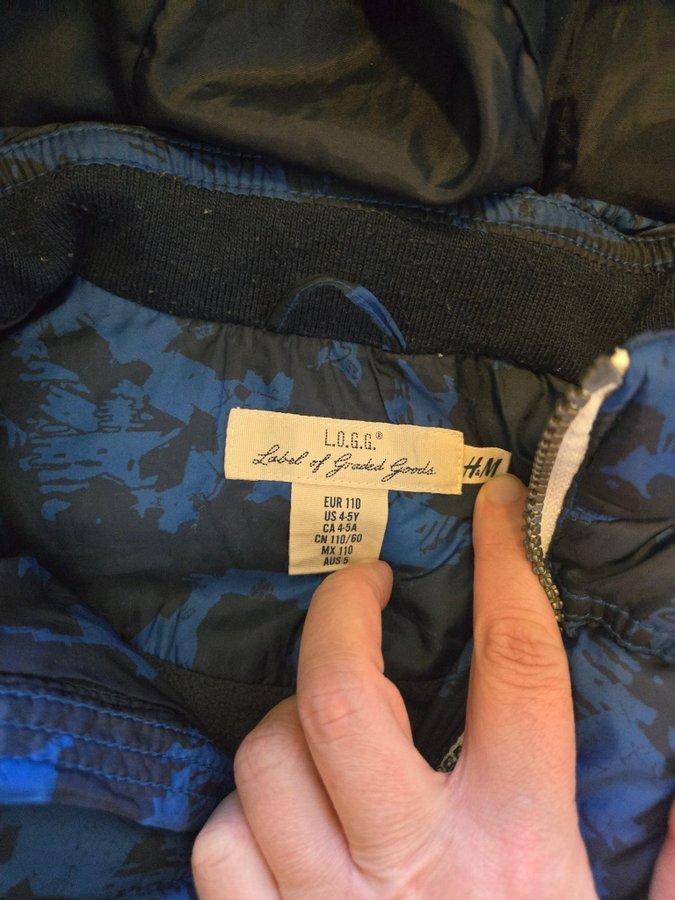 L.O.G.G.®
Label of Graded Goods
H&M
EUR 110
US 4-5Y
CA 4-5A
CN 110/60
MX 110
AUS 5